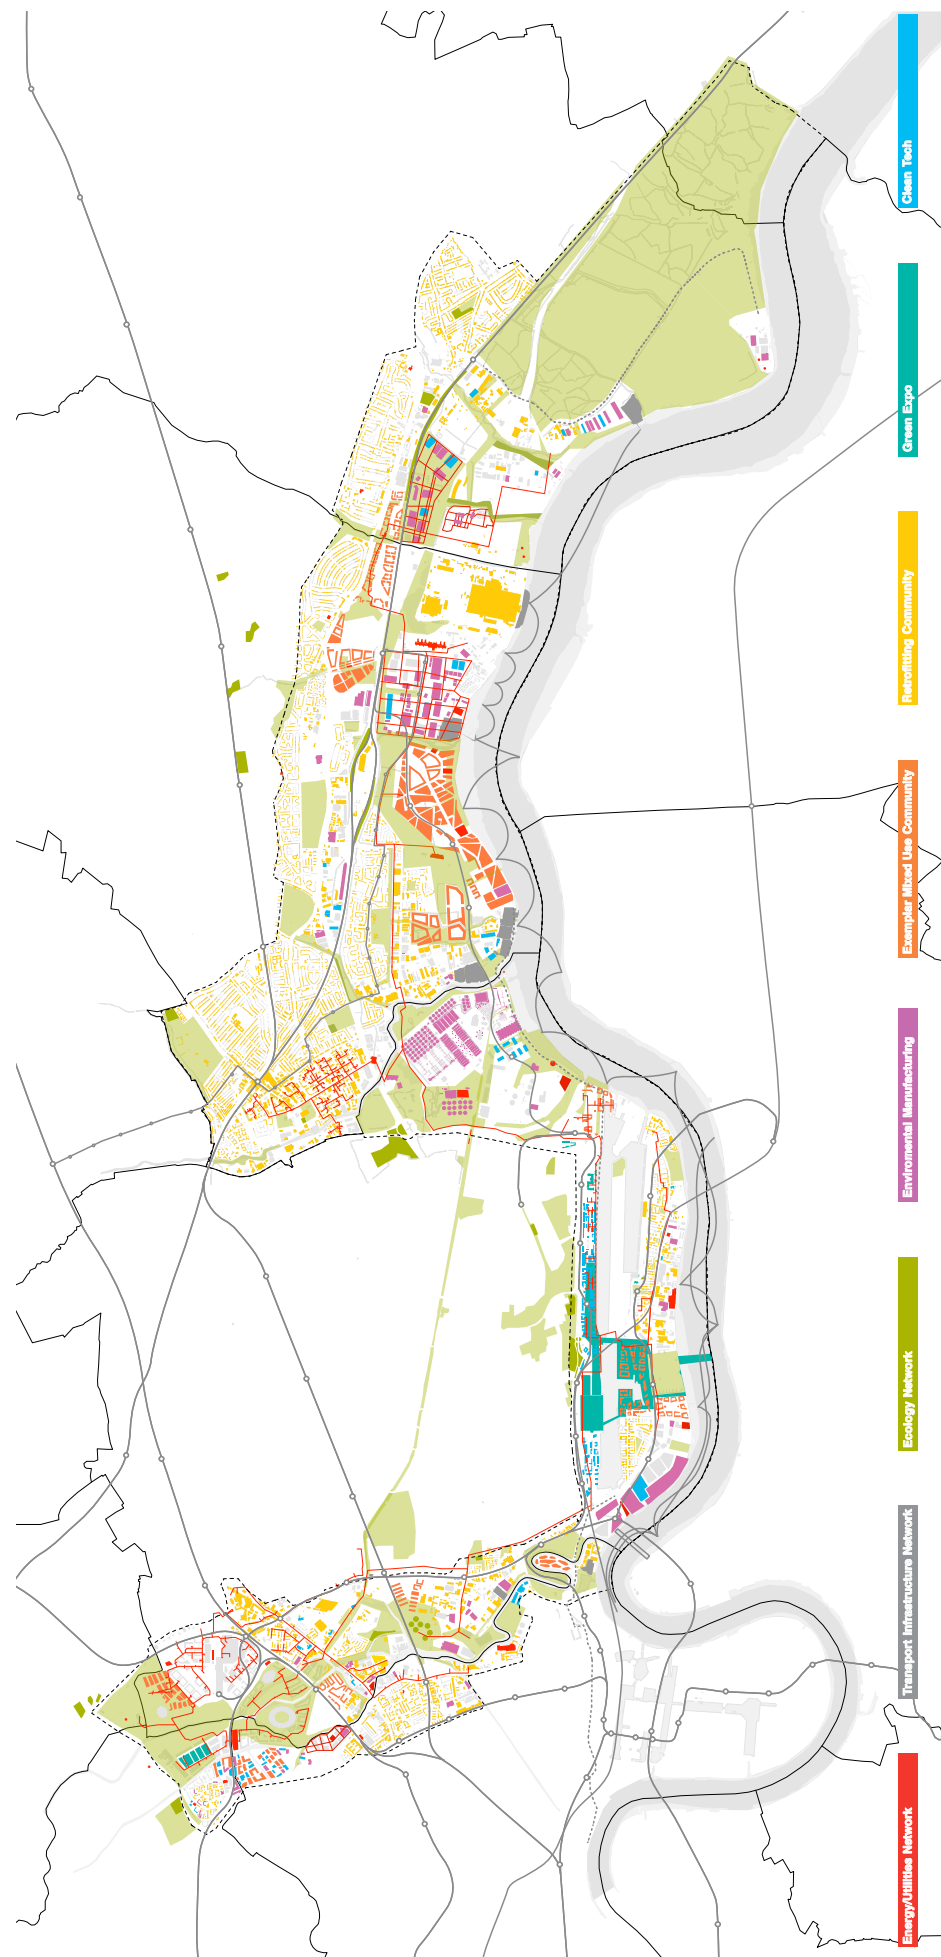 Clean Tech
Green Expo
Retrofitting Community
Exemplar Mixed Use Community
Enviromental Manufacturing
Ecology Network
Transport Infrastructure Network
Energy/Utilities Network